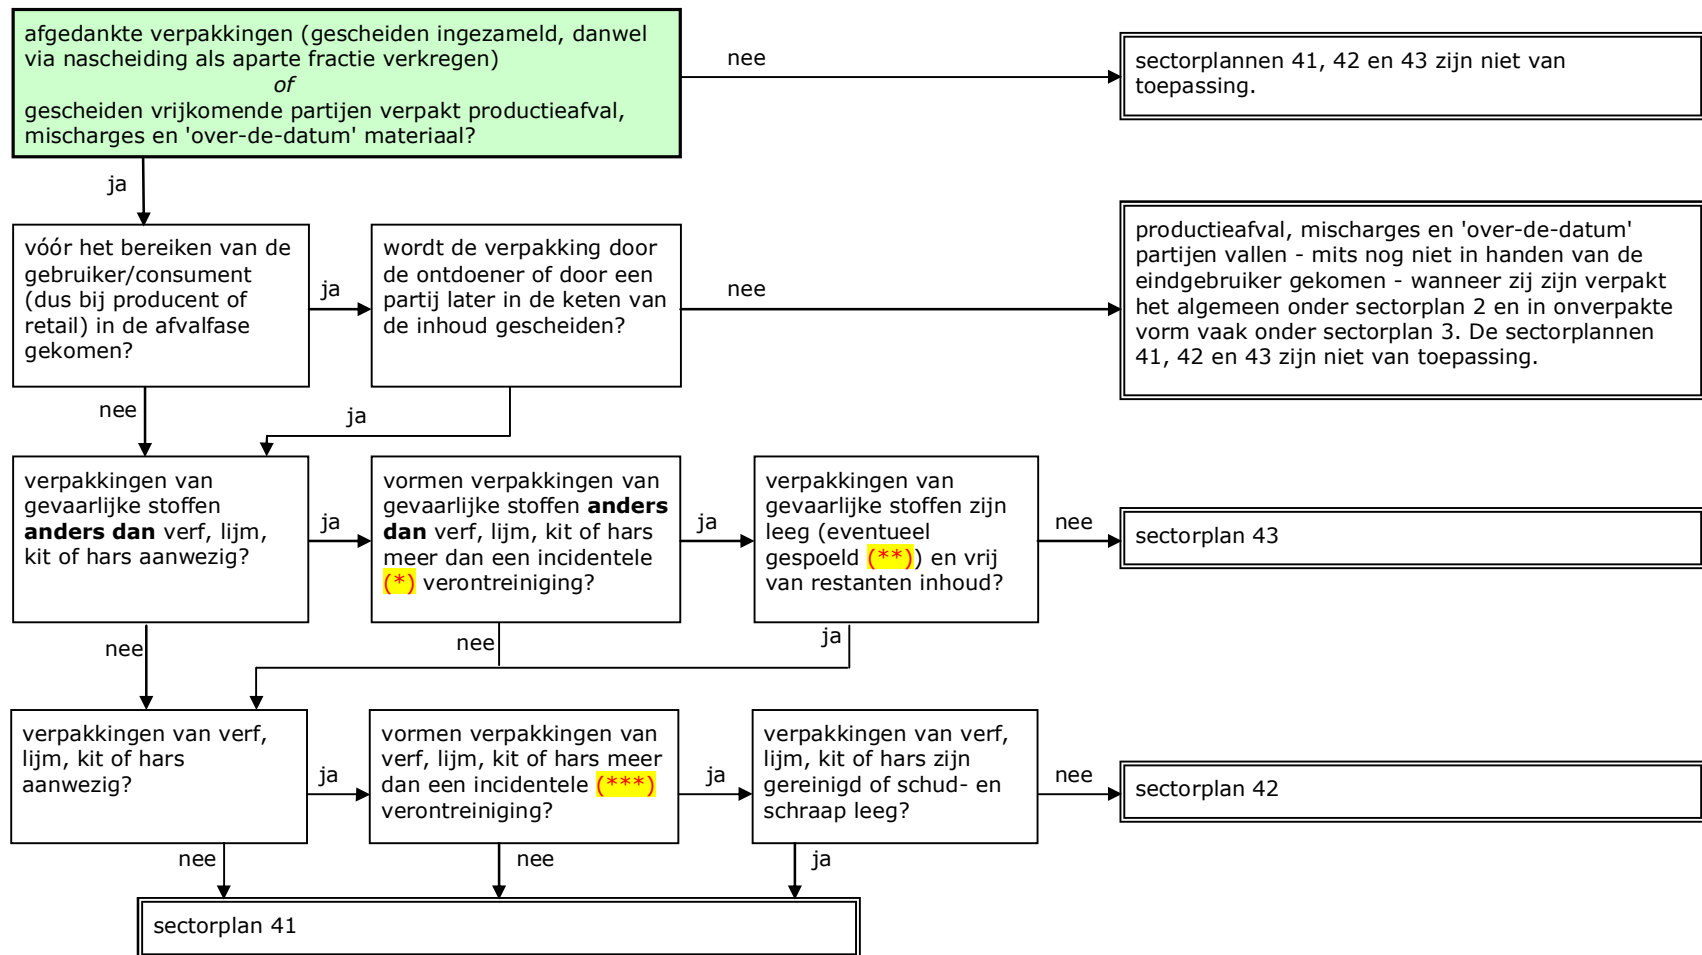 afgedankte verpakkingen (gescheiden ingezameld, danwel
via nascheiding als aparte fractie verkregen)
of
gescheiden vrijkomende partijen verpakt productieafval,
mischarges en 'over-de-datum' materiaal?
nee
sectorplannen 41, 42 en 43 zijn niet van
toepassing.
ja
vóór het bereiken van de
gebruiker/consument
(dus bij producent of
retail) in de afvalfase
gekomen?
ja
wordt de verpakking door
de ontdoener of door een
partij later in de keten van
de inhoud gescheiden?
nee
productieafval, mischarges en 'over-de-datum'
partijen vallen - mits nog niet in handen van de
eindgebruiker gekomen - wanneer zij zijn verpakt
het algemeen onder sectorplan 2 en in onverpakte
vorm vaak onder sectorplan 3. De sectorplannen
41, 42 en 43 zijn niet van toepassing.
nee
ja
verpakkingen van
gevaarlijke stoffen
anders dan verf, lijm,
kit of hars aanwezig?
ja
vormen verpakkingen van
gevaarlijke stoffen anders
dan verf, lijm, kit of hars
meer dan een incidentele
(*) verontreiniging?
ja
verpakkingen van
gevaarlijke stoffen zijn
leeg (eventueel
gespoeld (**)) en vrij
van restanten inhoud?
nee
sectorplan 43
nee
nee
ja
verpakkingen van verf,
lijm, kit of hars
aanwezig?
ja
vormen verpakkingen van
verf, lijm, kit of hars meer
dan een incidentele (***)
verontreiniging?
ja
verpakkingen van verf,
lijm, kit of hars zijn
gereinigd of schud- en
schraap leeg?
nee
sectorplan 42
nee
nee
ja
sectorplan 41